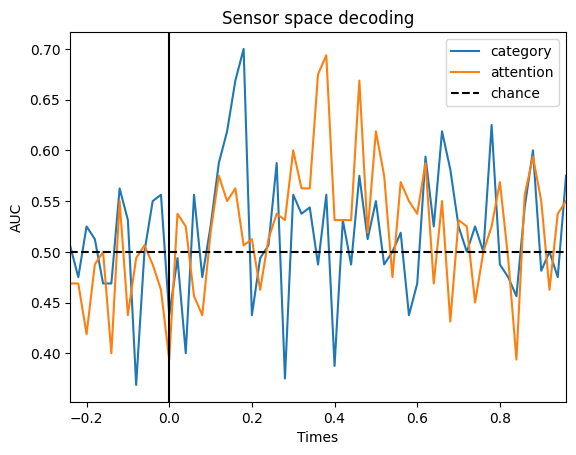 Sensor space decoding
category
attention
chance
AUC
0.70
0.65
0.60
0.55
0.50
0.45
0.40
−0.2
0.0
0.2
0.4
0.6
0.8
Times